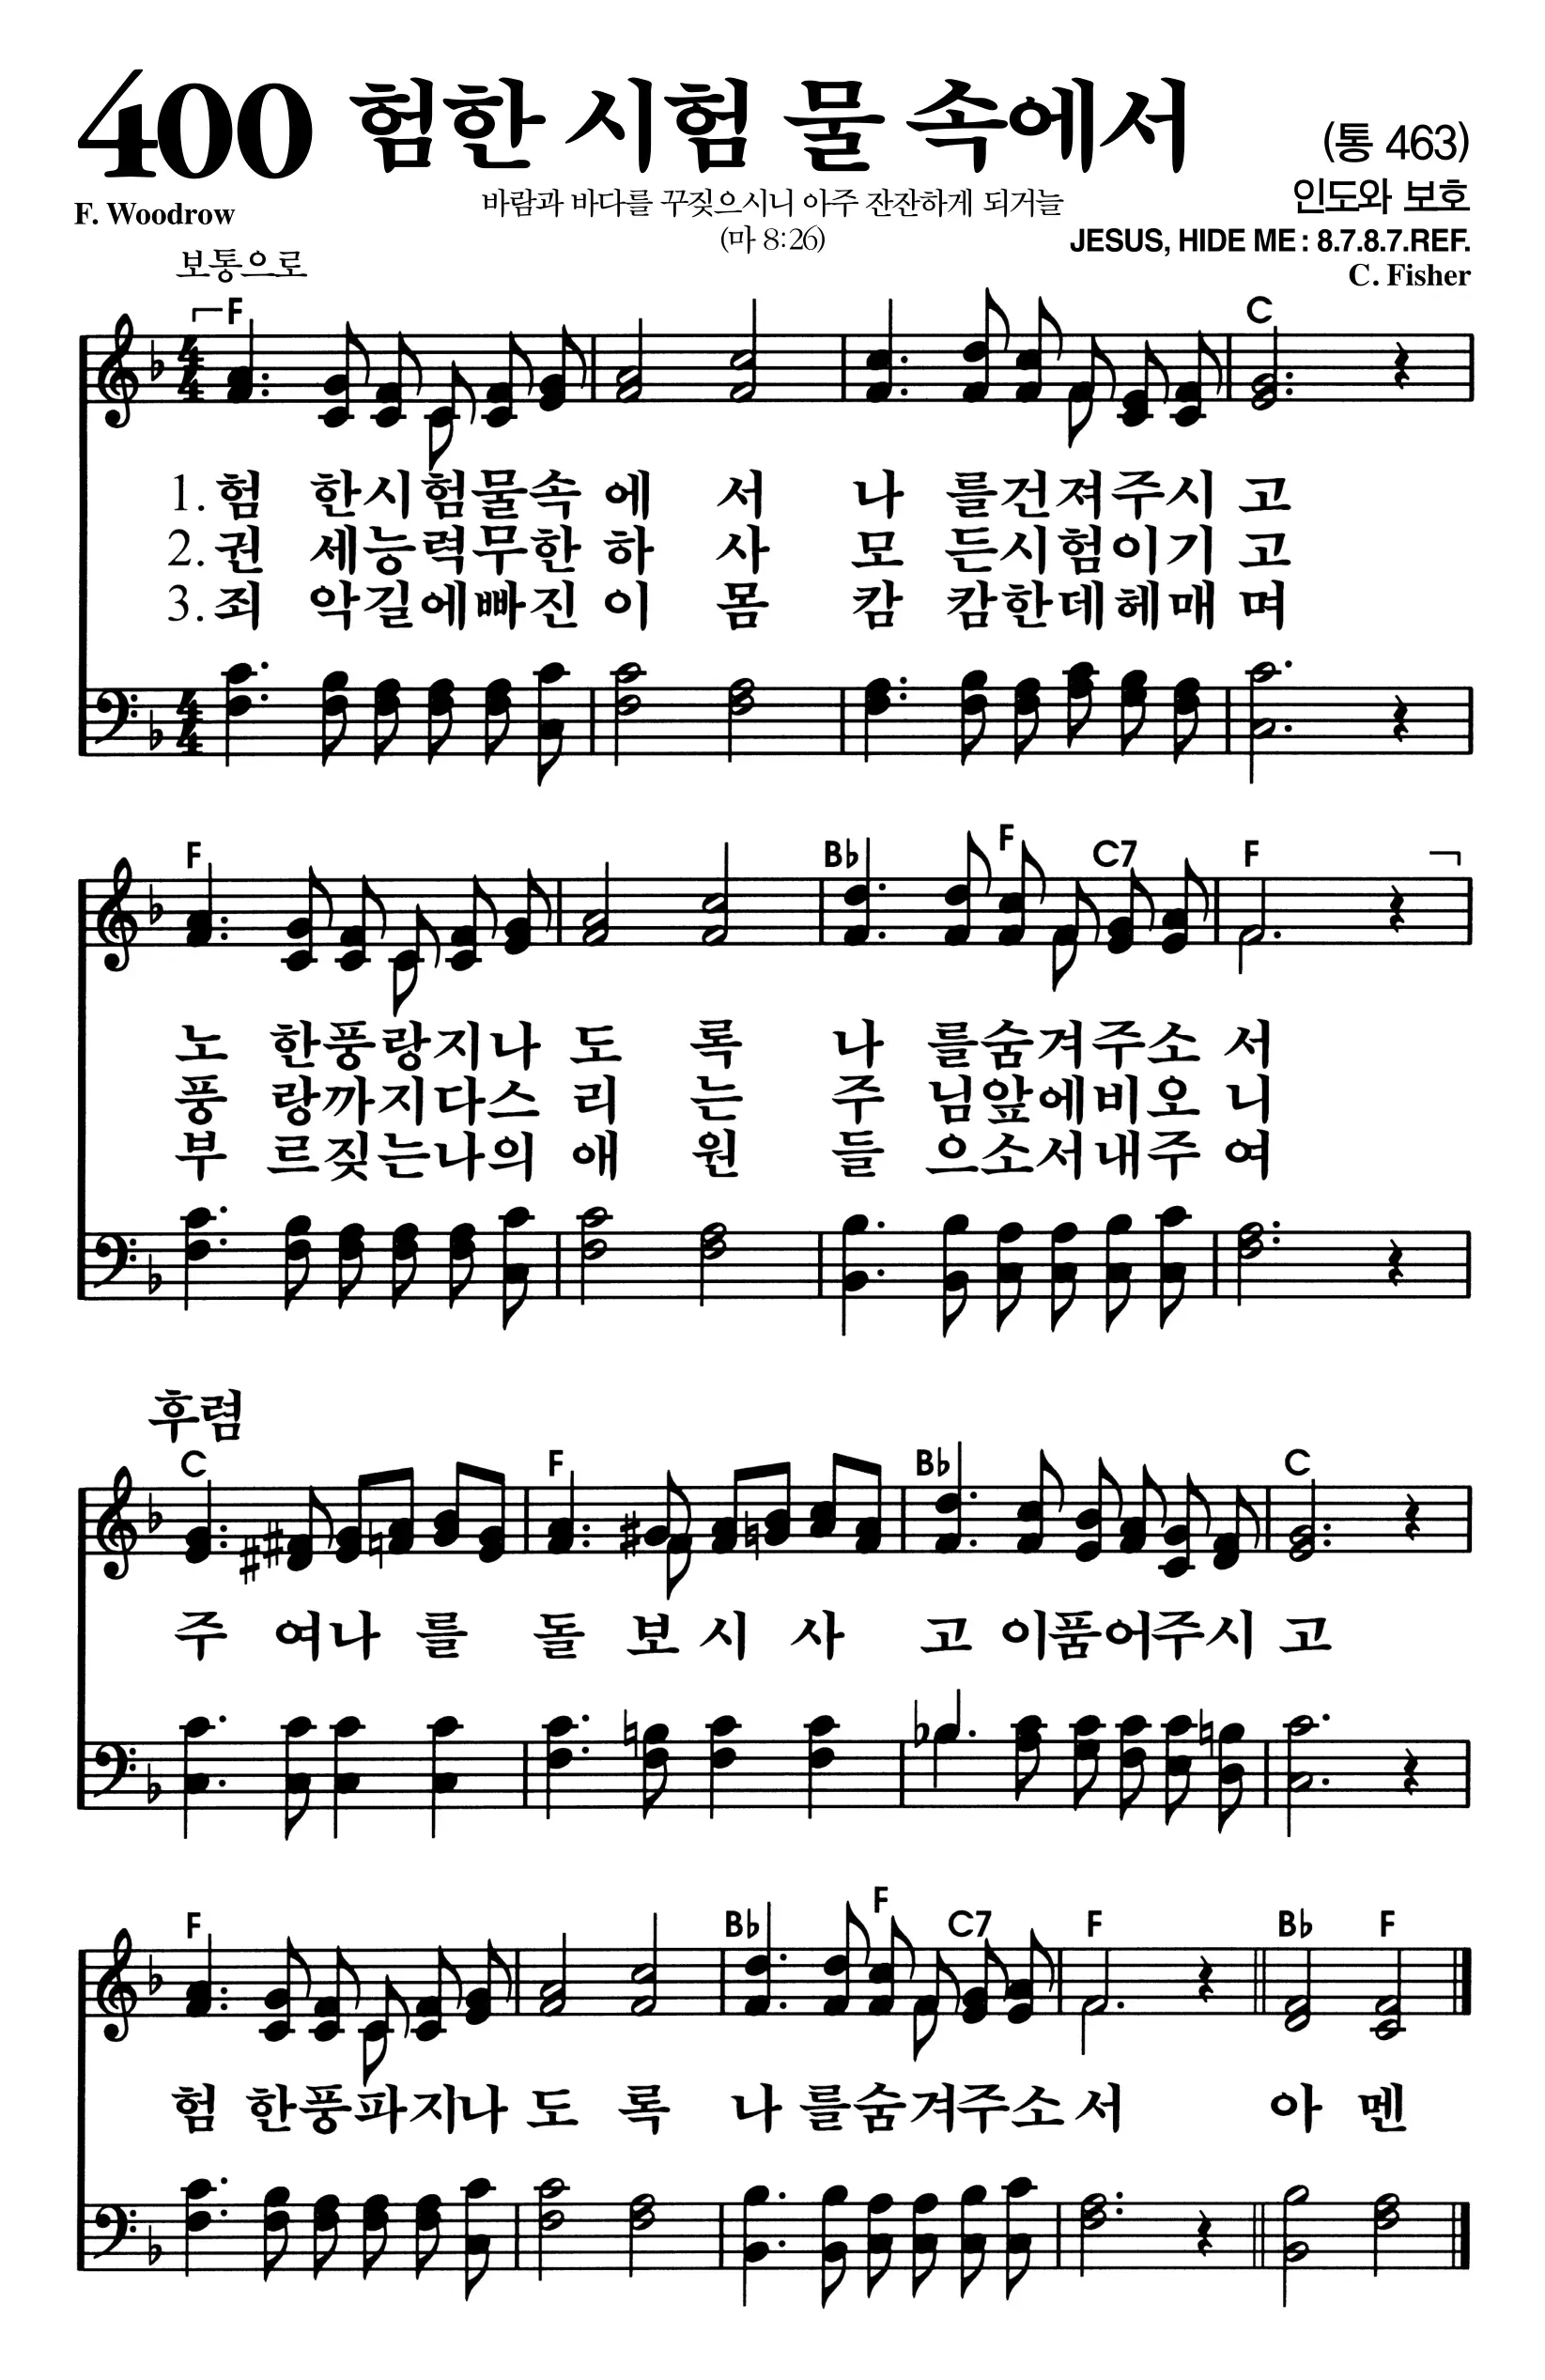 400 험한 시험 물 속에서
(통 463)
F. Woodrow
바람과 바다를 꾸짖으시니 아주 잔잔하게 되거늘
(마 8:26)
인도와 보호
JESUS, HIDE ME : 8.7.8.7.REF.
C. Fisher
보통으로
F C
1. 험 한시험물속 에 서 나 를건져주시 고
2. 권 세능력무한 하 사 모 든시험이기 고
3. 죄 악길에빠진 이 몸 캄 캄한데헤매 며
F B♭ F C7 F
노 한풍랑지나 도 록 나 를숨겨주소 서
풍 랑까지다스 리 는 주 님앞에비오 니
부 르짖는나의 애 원 들 으소서내주 여
후렴
C F B♭ C
주 여나 를 돌 보 시 사 고 이품어주시 고
F B♭ F C7 F B♭ F
험 한풍파지나 도 록 나 를숨겨주소 서 아 멘